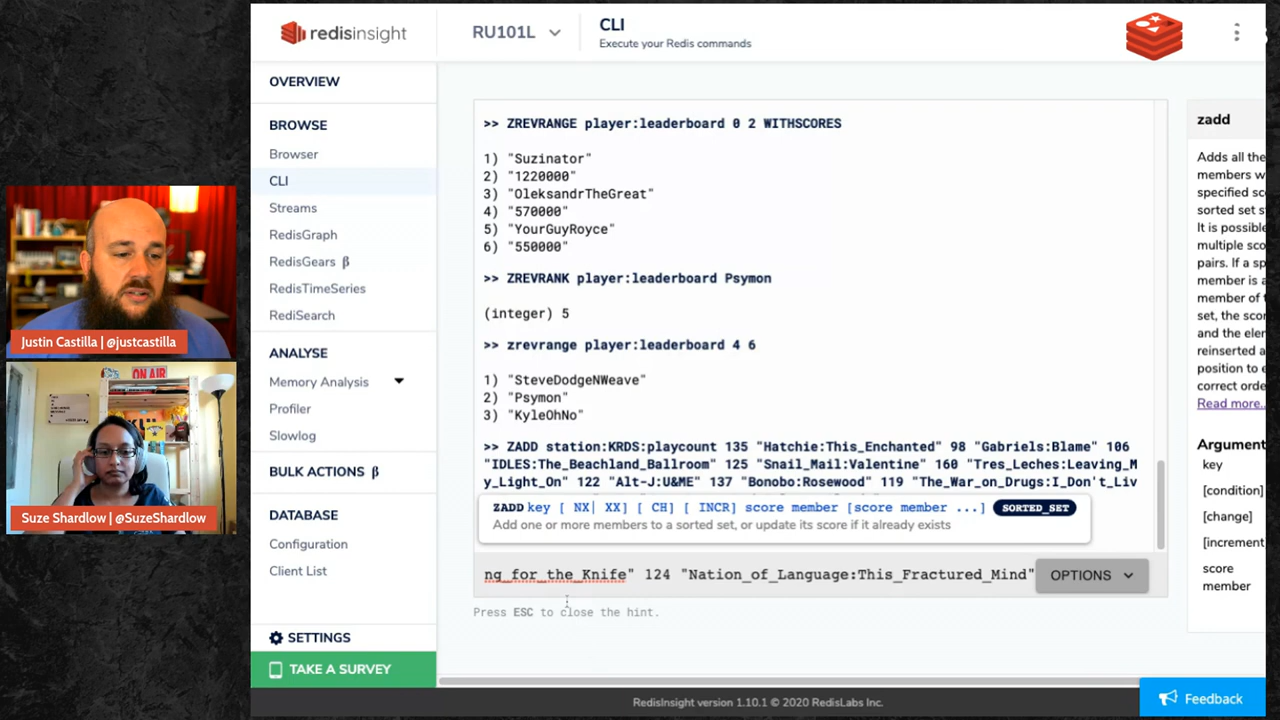 redisinsight
RU101L
CLI
Execute your Redis commands
OVERVIEW
BROWSE
Browser
CLI
Streams
RedisGraph
RedisGears β
RedisTimeSeries
RediSearch
ANALYSE
Memory Analysis
Profiler
Slowlog
BULK ACTIONS β
DATABASE
Configuration
Client List
SETTINGS
TAKE A SURVEY
>> ZREVRANGE player:leaderboard 0 2 WITHSCORES
1) "Suzinator"
2) "1220000"
3) "OleksandrTheGreat"
4) "570000"
5) "YourGuyRoyce"
6) "550000"
>> ZREVRANK player:leaderboard Psymon
(integer) 5
>> zrevrange player:leaderboard 4 6
1) "SteveDodgeNWeave"
2) "Psymon"
3) "KyleOhNo"
>> ZADD station:KRDS:playcount 135 "Hatchie:This_Enchanted" 98 "Gabriels:Blame" 106
"IDLES:The_Beachland_Ballroom" 125 "Snail_Mail:Valentine" 160 "Tres_Leches:Leaving_M
y_Light_On" 122 "Alt-J:U&ME" 137 "Bonobo:Rosewood" 119 "The_War_on_Drugs:I_Don't_Liv
ZADD key [ NX| XX] [ CH] [ INCR] score member [score member ...] SORTED_SET
Add one or more members to a sorted set, or update its score if it already exists
ng_for_the_Knife" 124 "Nation_of_Language:This_Fractured_Mind"
OPTIONS
Press ESC to close the hint.
zadd
Adds all the
members w
specified sco
sorted set s
It is possible
multiple sco
pairs. If a sp
member is a
member of t
set, the scor
and the elem
reinserted a
position to e
correct orde
Read more..
Argument
key
[condition]
[change]
[increment
score
member
RedisInsight version 1.10.1 © 2020 RedisLabs Inc.
Feedback
Justin Castilla | @justcastilla
ON AIR
Suze Shardlow | @SuzeShardlow